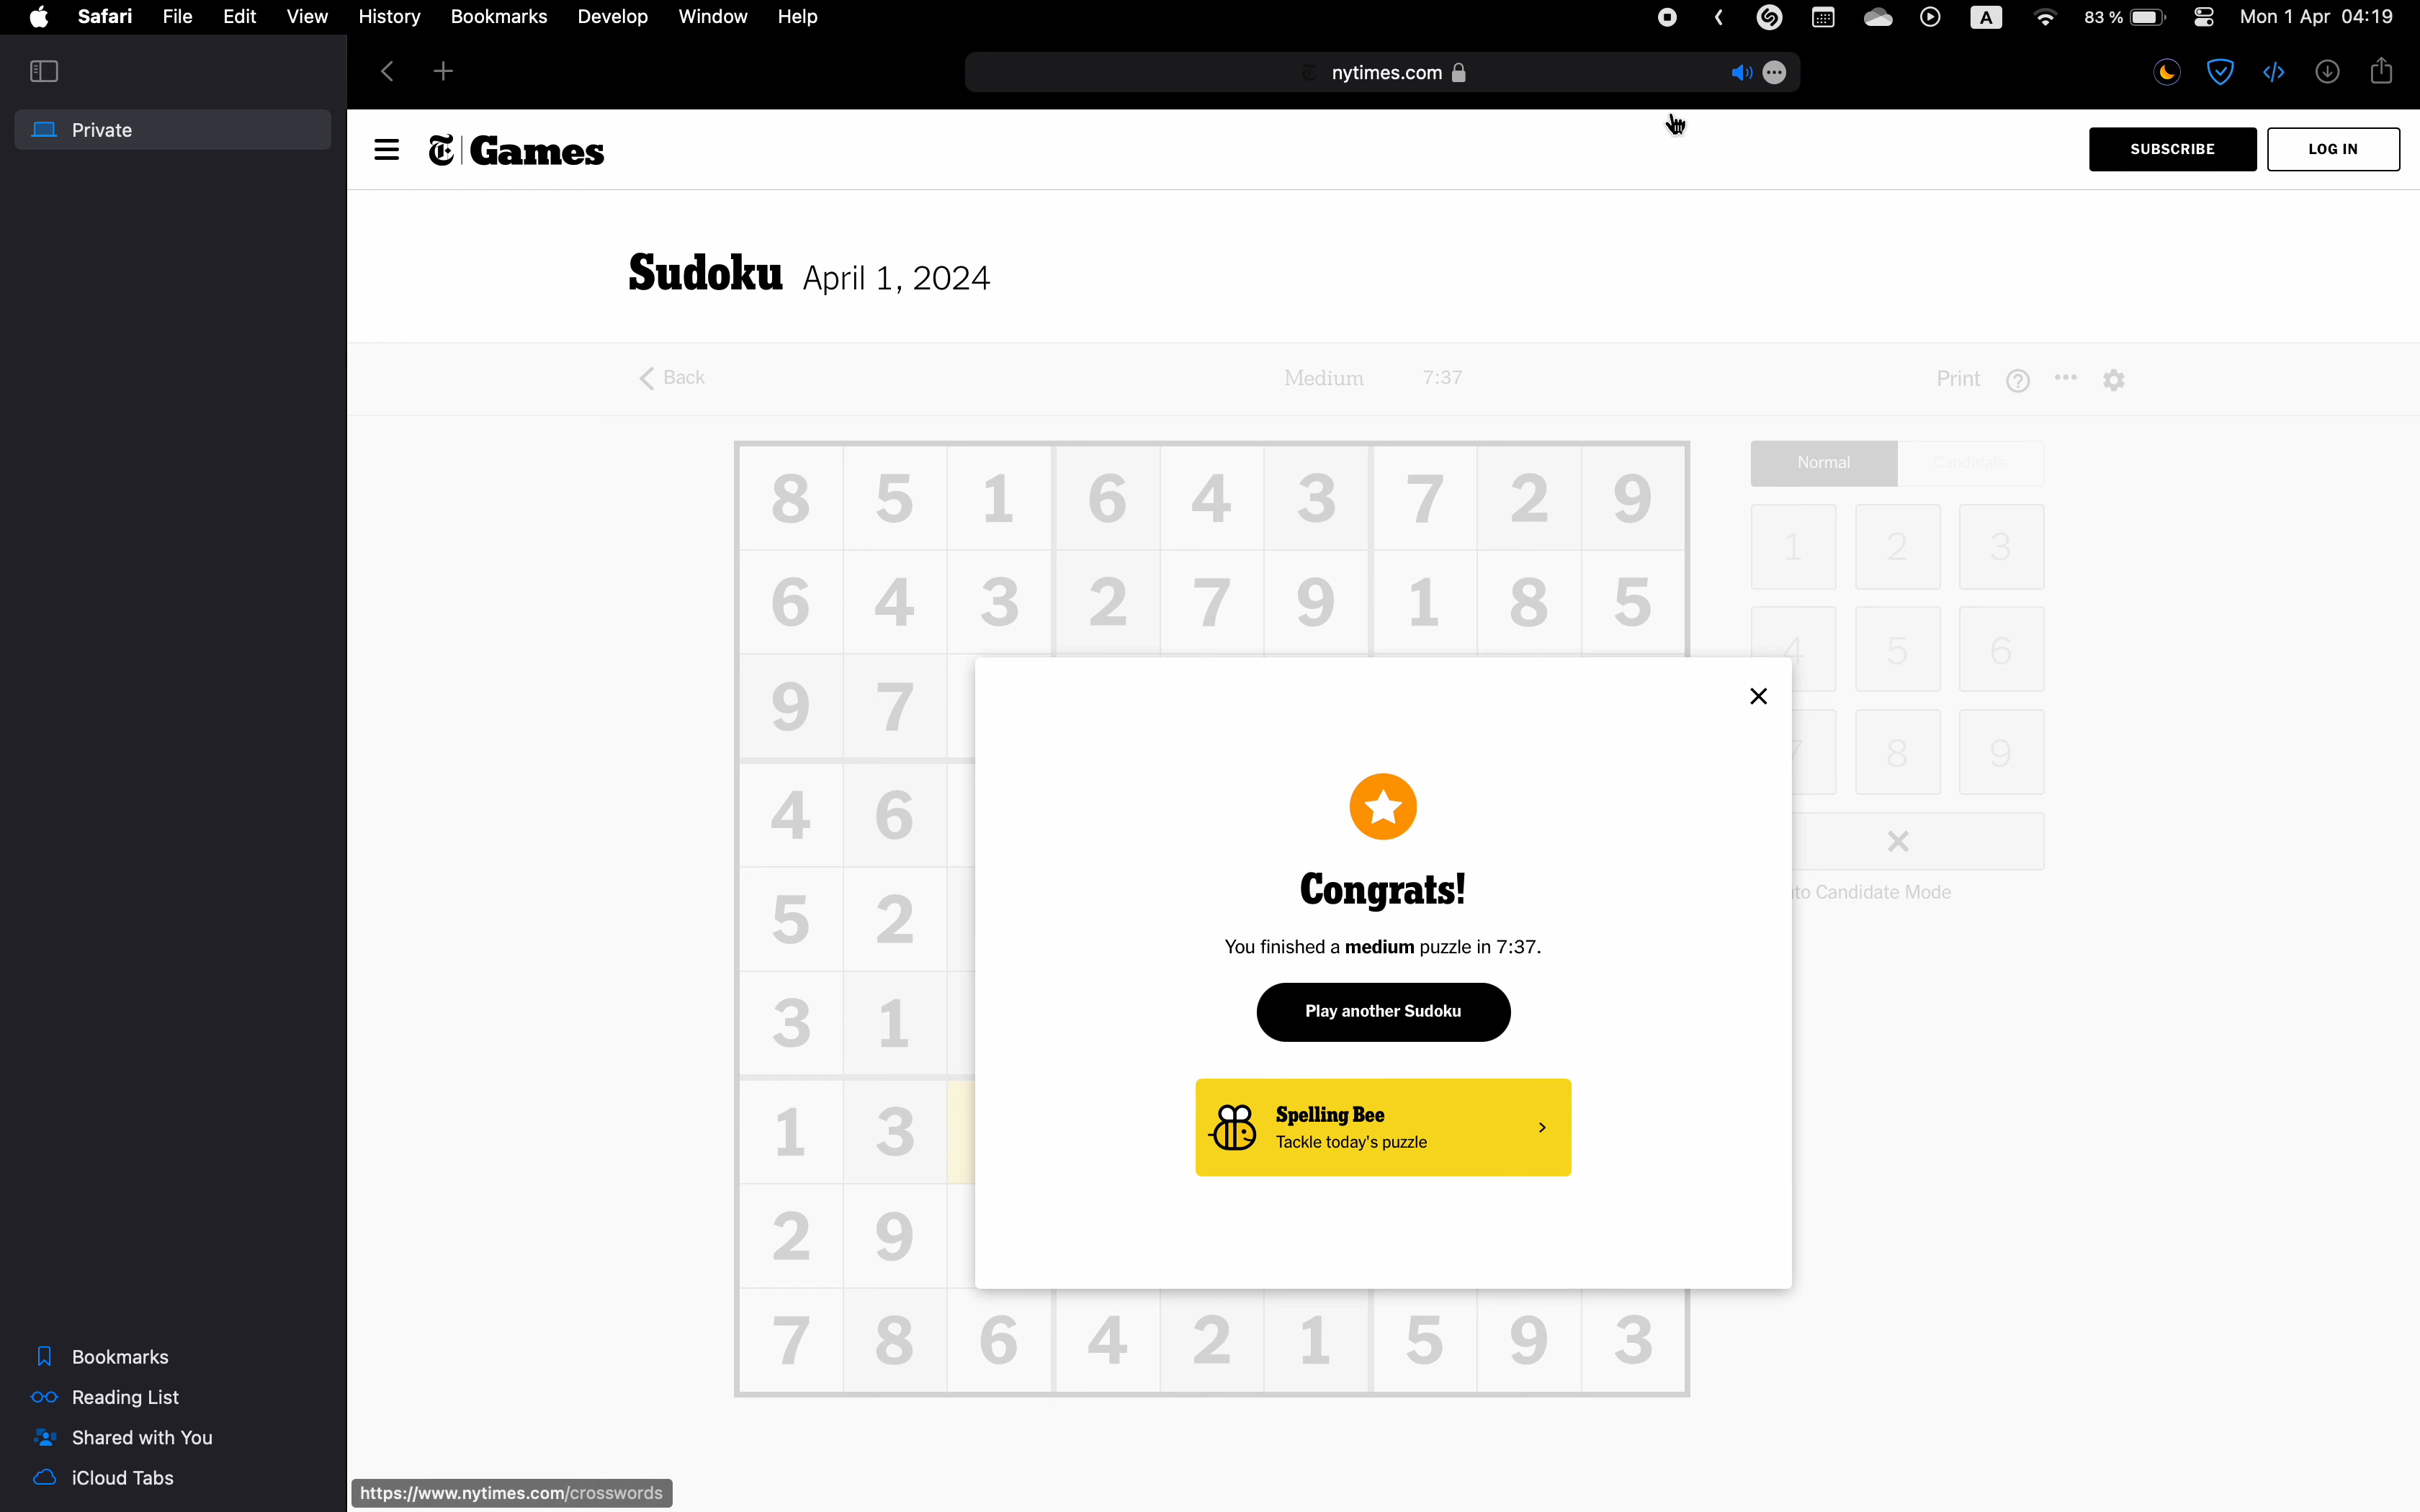 Safari File Edit View History Bookmarks Develop Window Help A 83 % Mon 1 Apr 04:19
nytimes.com
Private
Games SUBSCRIBE LOG IN
Sudoku April 1, 2024
Back Medium 7:37 Print
Normal Candidate
8 5 1 6 4 3 7 2 9
1 2 3
6 4 3 2 7 9 1 8 5
4 5 6
9 7
7 8 9
4 6
Congrats!
to Candidate Mode
5 2
You finished a medium puzzle in 7:37.
Play another Sudoku
3 1
Spelling Bee
Tackle today's puzzle
1 3
2 9
7 8 6 4 2 1 5 9 3
Bookmarks
Reading List
Shared with You
iCloud Tabs
https://www.nytimes.com/crosswords